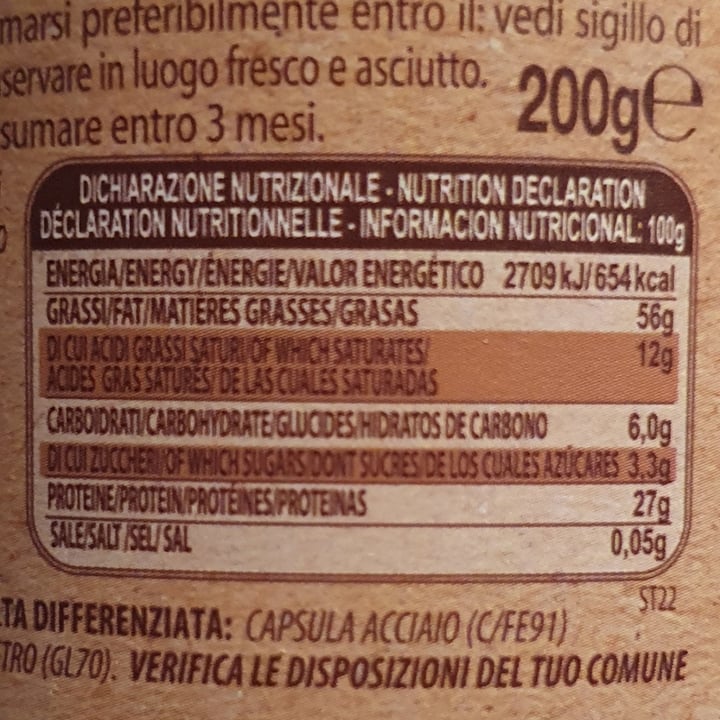 marsi preferibilmente entro il: vedi sigillo di
servare in luogo fresco e asciutto.
sumare entro 3 mesi.
200g e
DICHIARAZIONE NUTRIZIONALE - NUTRITION DECLARATION
DÉCLARATION NUTRITIONNELLE - INFORMACION NUTRICIONAL: 100g
ENERGIA/ENERGY/ÉNERGIE/VALOR ENERGÉTICO 2709 kJ/ 654 kcal
GRASSI/FAT/MATIÈRES GRASSES/GRASAS 56g
DI CUI ACIDI GRASSI SATURI/OF WHICH SATURATES/ 12g
ACIDES GRAS SATURÉS/ DE LAS CUALES SATURADAS
CARBOIDRATI/CARBOHYDRATE/GLUCIDES/HIDRATOS DE CARBONO 6,0g
DI CUI ZUCCHERI/OF WHICH SUGARS/DONT SUCRES/DE LOS CUALES AZÚCARES 3,3g
PROTEINE/PROTEIN/PROTÉINES/PROTEINAS 27g
SALE/SALT /SEL/ SAL 0,05g
ST22
LTA DIFFERENZIATA: CAPSULA ACCIAIO (C/FE91)
TRO (GL70). VERIFICA LE DISPOSIZIONI DEL TUO COMUNE